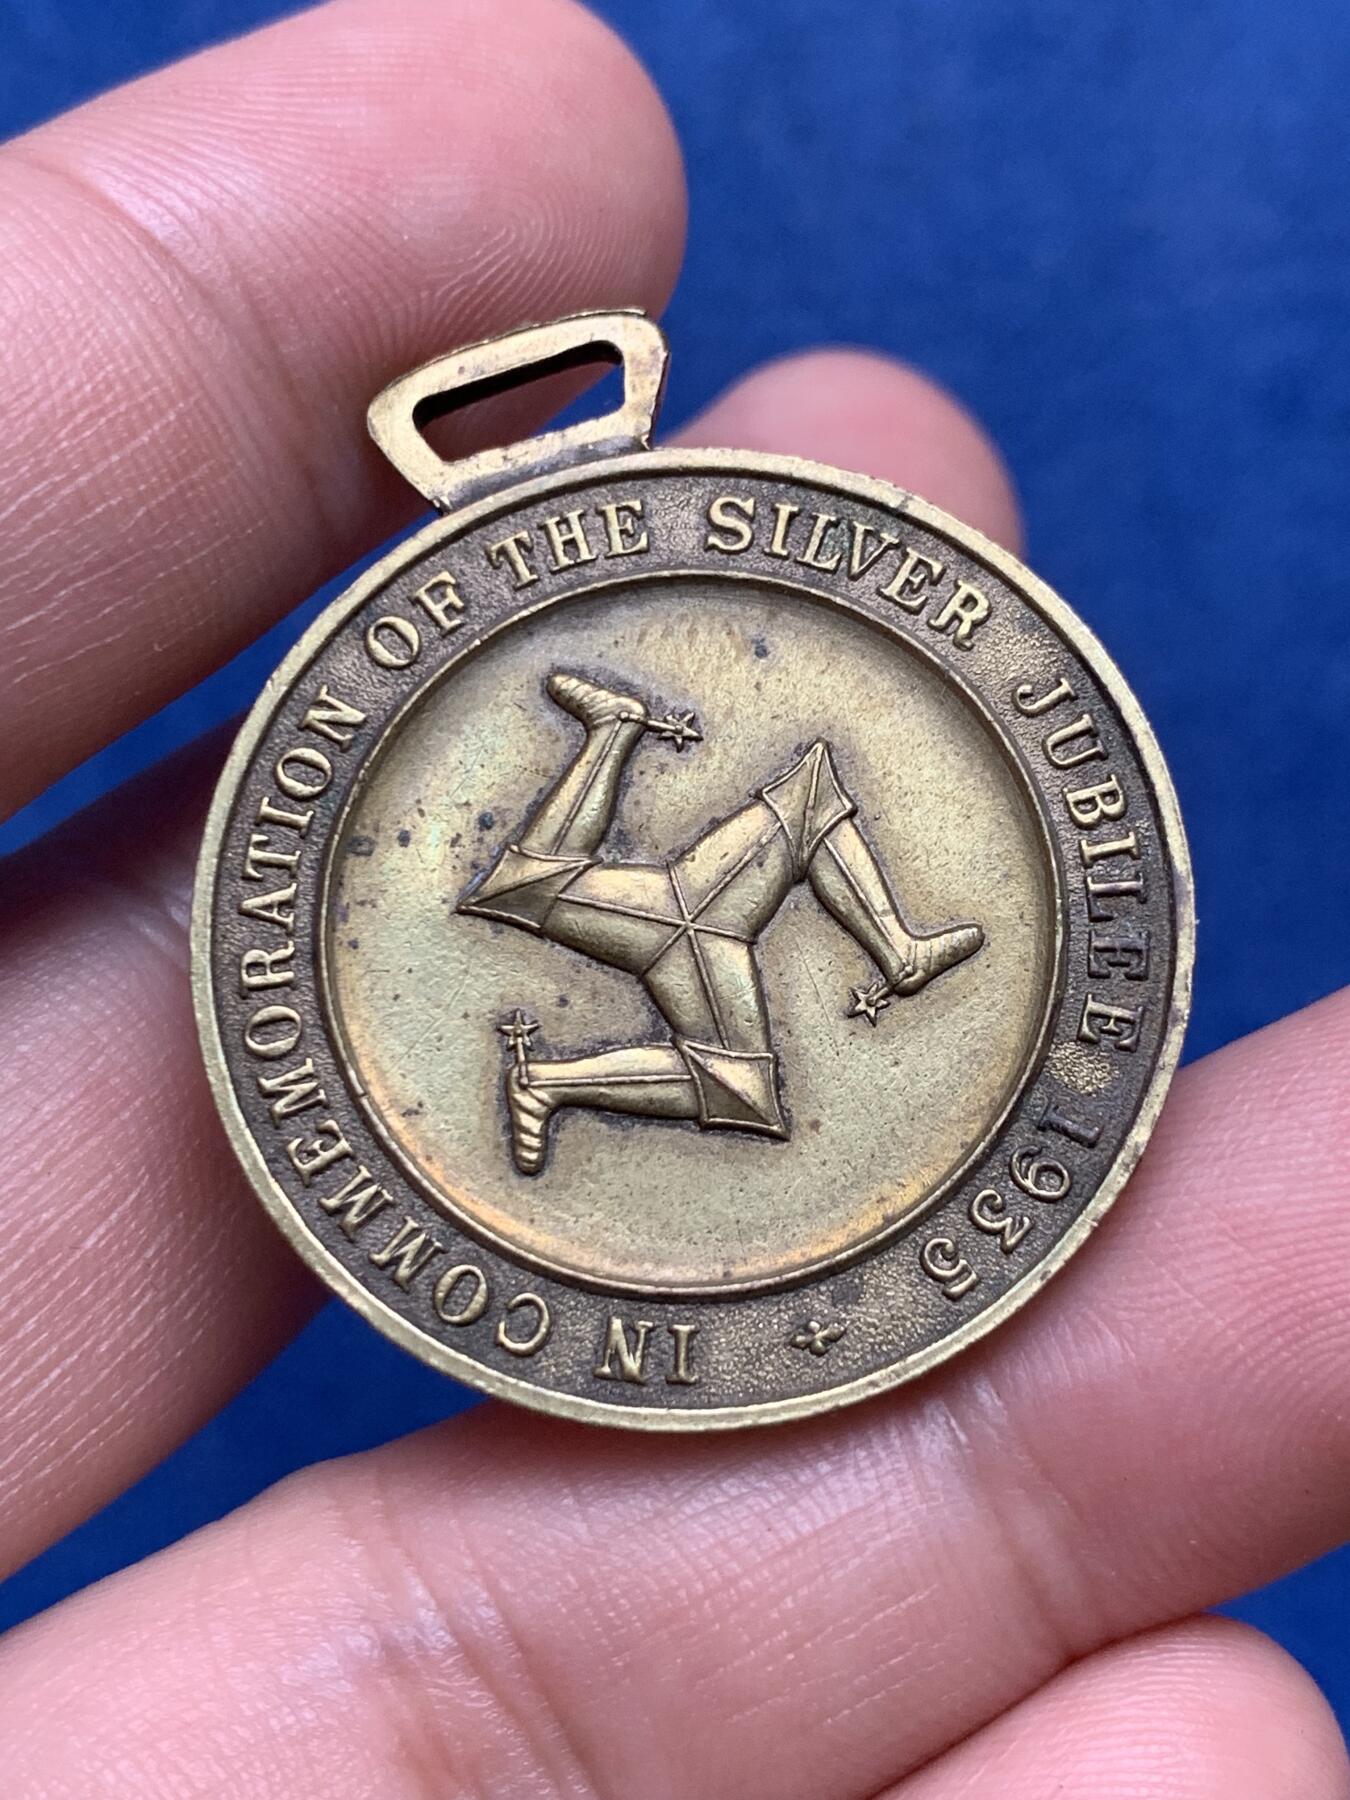 IN COMMEMORATION OF THE SILVER JUBILEE 1935